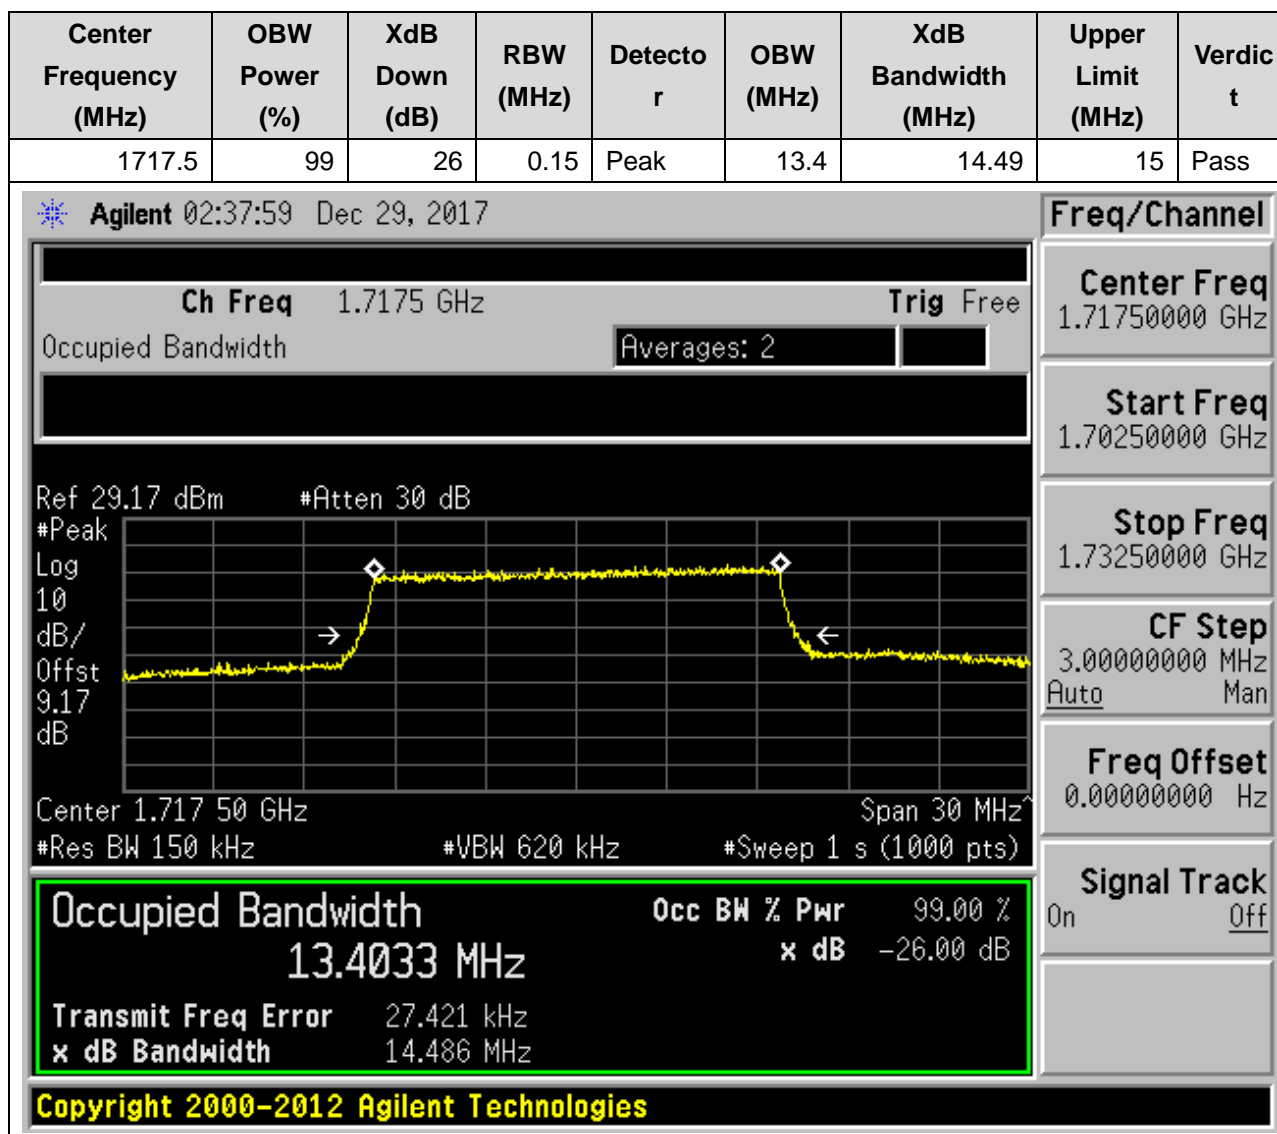 Center Frequency (MHz) OBW Power (%) XdB Down (dB) RBW (MHz) Detecto r OBW (MHz) XdB Bandwidth (MHz) Upper Limit (MHz) Verdic t
1717.5 99 26 0.15 Peak 13.4 14.49 15 Pass
Agilent 02:37:59 Dec 29, 2017
Freq/Channel
Ch Freq 1.7175 GHz Trig Free
Occupied Bandwidth Averages: 2
Ref 29.17 dBm #Atten 30 dB
#Peak
Log
10
dB/
Offst
9.17
dB
Center 1.717 50 GHz Span 30 MHz^
#Res BW 150 kHz #VBW 620 kHz #Sweep 1 s (1000 pts)
Occupied Bandwidth Occ BW % Pwr 99.00 %
13.4033 MHz x dB -26.00 dB
Transmit Freq Error 27.421 kHz
x dB Bandwidth 14.486 MHz
Center Freq
1.71750000 GHz
Start Freq
1.70250000 GHz
Stop Freq
1.73250000 GHz
CF Step
3.00000000 MHz
Auto Man
Freq Offset
0.00000000 Hz
Signal Track
On Off
Copyright 2000-2012 Agilent Technologies